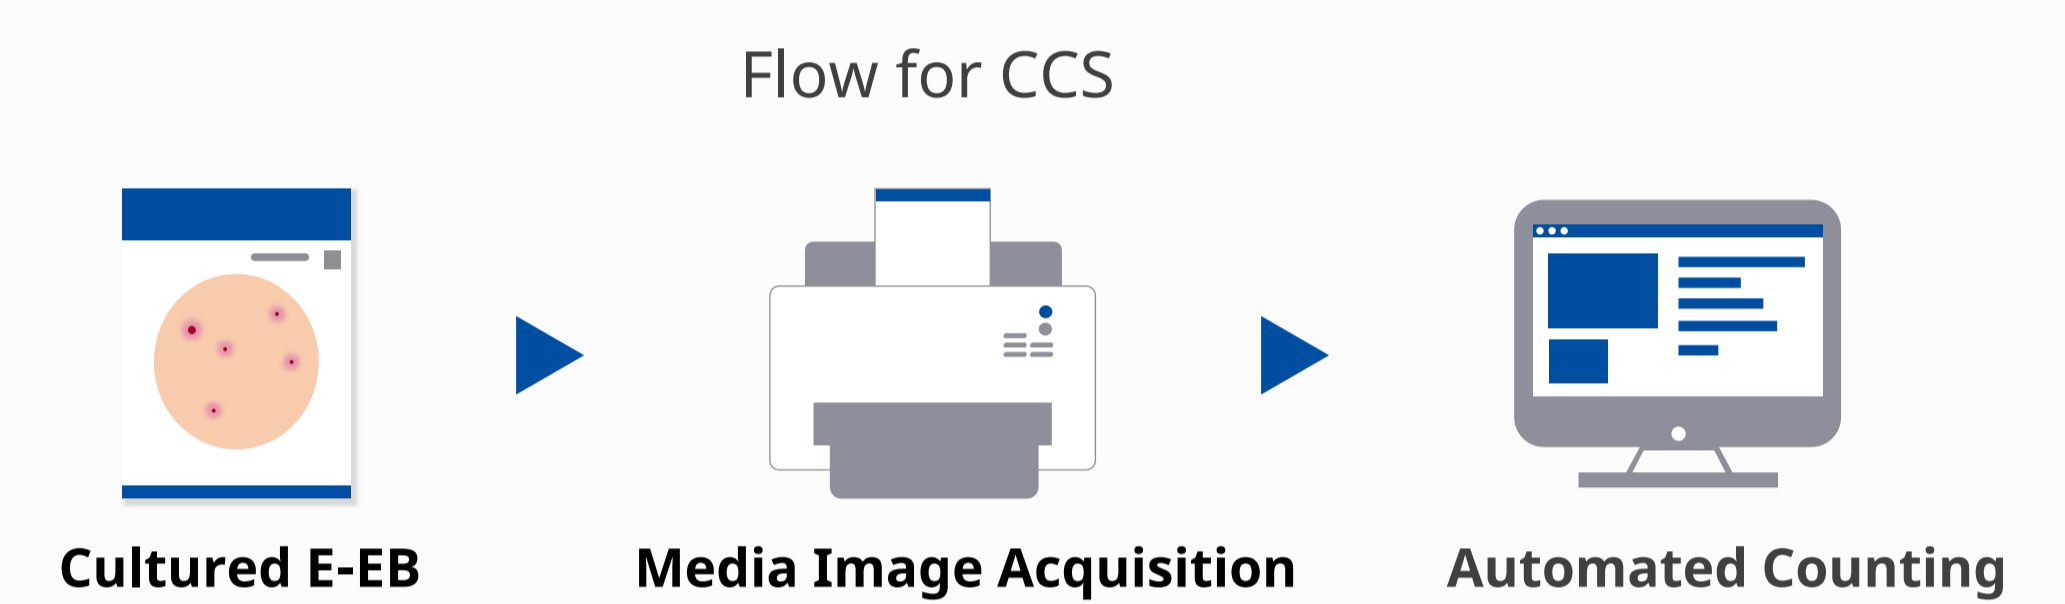 Flow for CCS
Cultured E-EB
Media Image Acquisition
Automated Counting